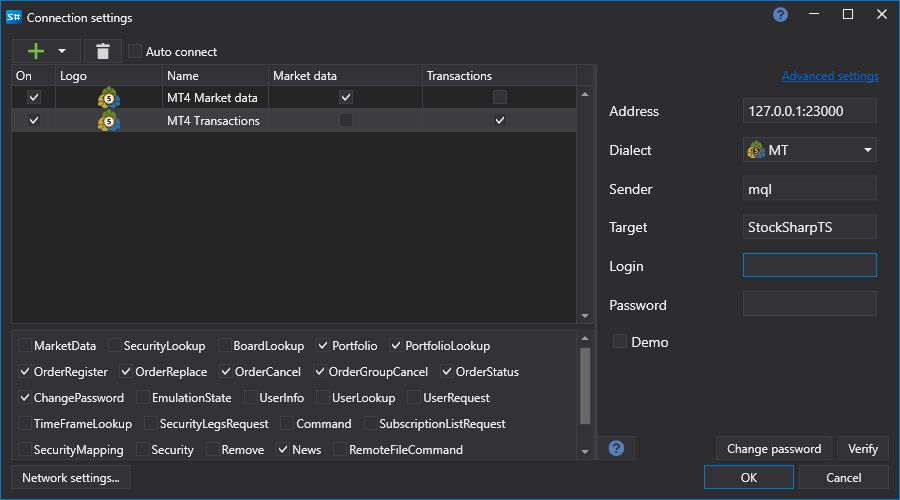 S# Connection settings
Auto connect
On Logo Name Market data Transactions
MT4 Market data
MT4 Transactions
Advanced settings
Address 127.0.0.1:23000
Dialect MT
Sender mql
Target StockSharpTS
Login
Password
Demo
MarketData SecurityLookup BoardLookup Portfolio PortfolioLookup
OrderRegister OrderReplace OrderCancel OrderGroupCancel OrderStatus
ChangePassword EmulationState UserInfo UserLookup UserRequest
TimeFrameLookup SecurityLegsRequest Command SubscriptionListRequest
SecurityMapping Security Remove News RemoteFileCommand
? Change password Verify
Network settings... OK Cancel